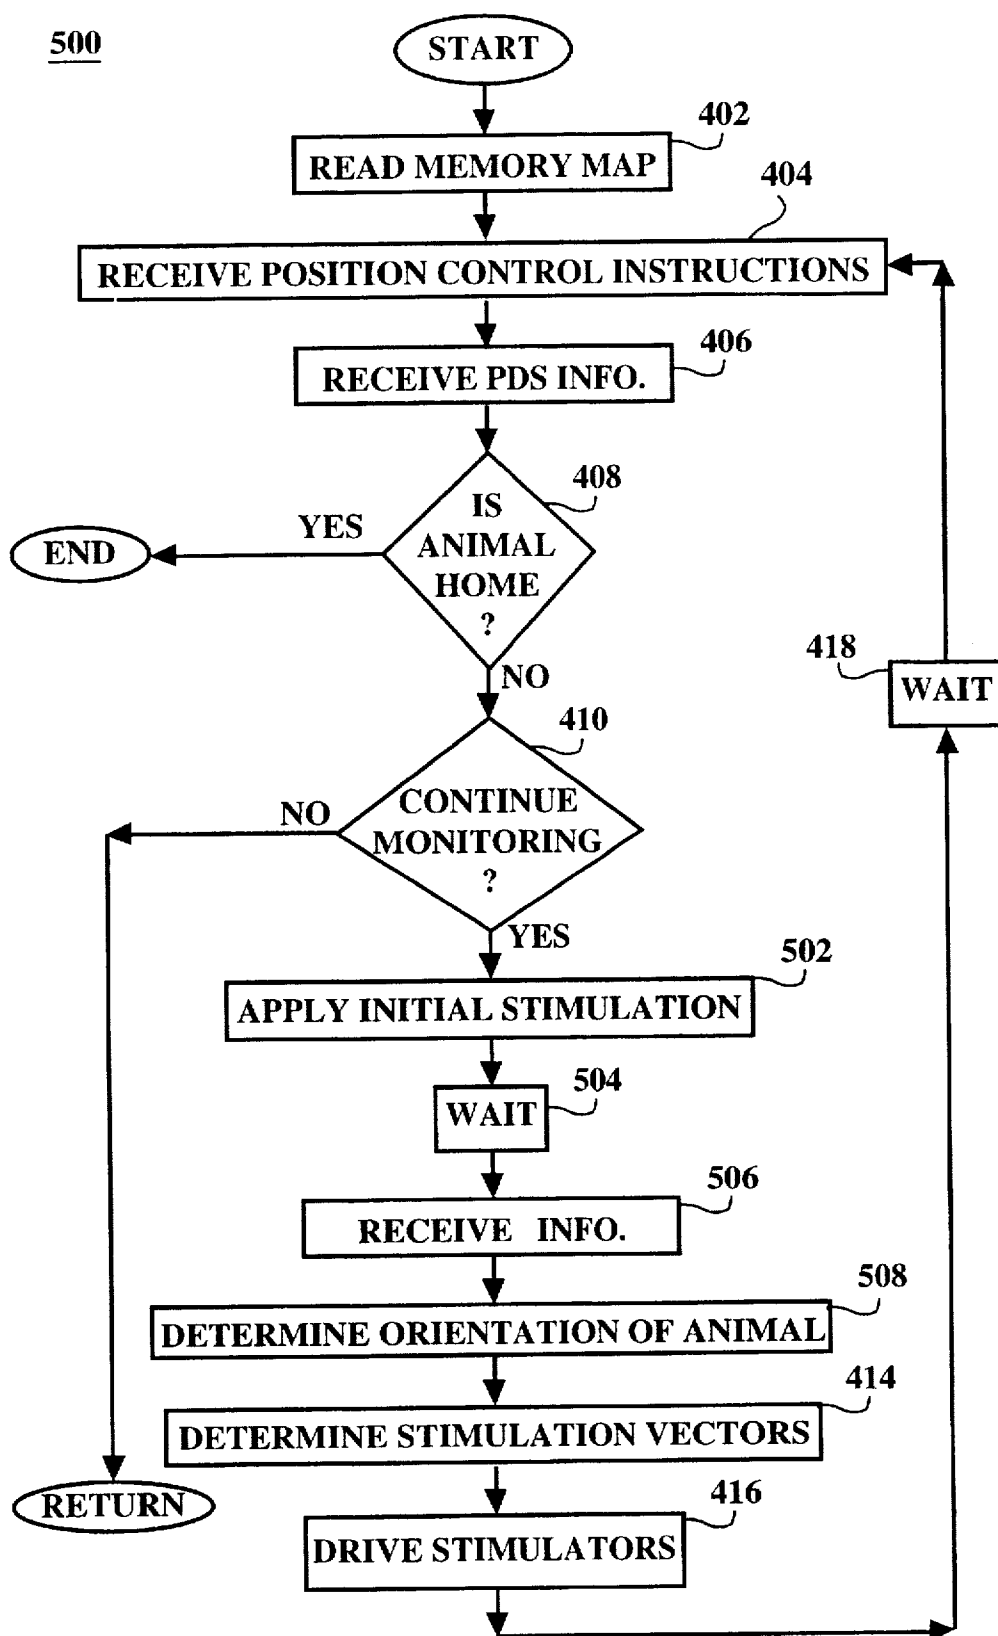 500
START
402
READ MEMORY MAP
404
RECEIVE POSITION CONTROL INSTRUCTIONS
406
RECEIVE PDS INFO.
408
IS
ANIMAL
HOME
?
YES
END
NO
418
WAIT
410
CONTINUE
MONITORING
?
NO
YES
502
APPLY INITIAL STIMULATION
504
WAIT
506
RECEIVE INFO.
508
DETERMINE ORIENTATION OF ANIMAL
414
DETERMINE STIMULATION VECTORS
RETURN
416
DRIVE STIMULATORS